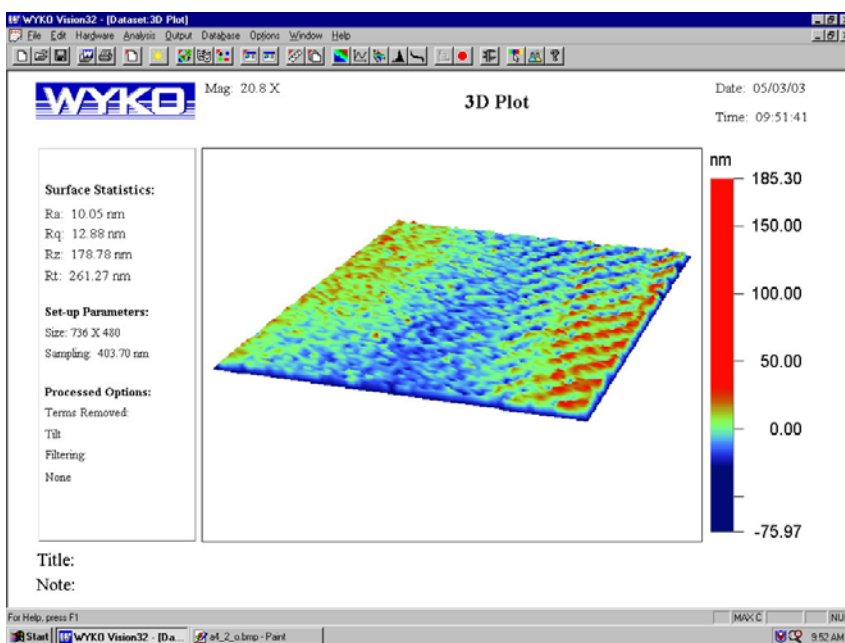 WYKO Vision32 - [Dataset:3D Plot]
File Edit Hardware Analysis Output Database Options Window Help
WYKO
Mag: 20.8 X
3D Plot
Date: 05/03/03
Time: 09:51:41
Surface Statistics:
Ra: 10.05 nm
Rq: 12.88 nm
Rz: 178.78 nm
Rt: 261.27 nm
Set-up Parameters:
Size: 736 X 480
Sampling: 403.70 nm
Processed Options:
Terms Removed:
Tilt
Filtering:
None
nm
185.30
150.00
100.00
50.00
0.00
-75.97
Title:
Note:
For Help, press F1
MAX C
NU
Start
WYKO Vision32 - [Da...
a4_2_o.bmp - Paint
9:52 AM